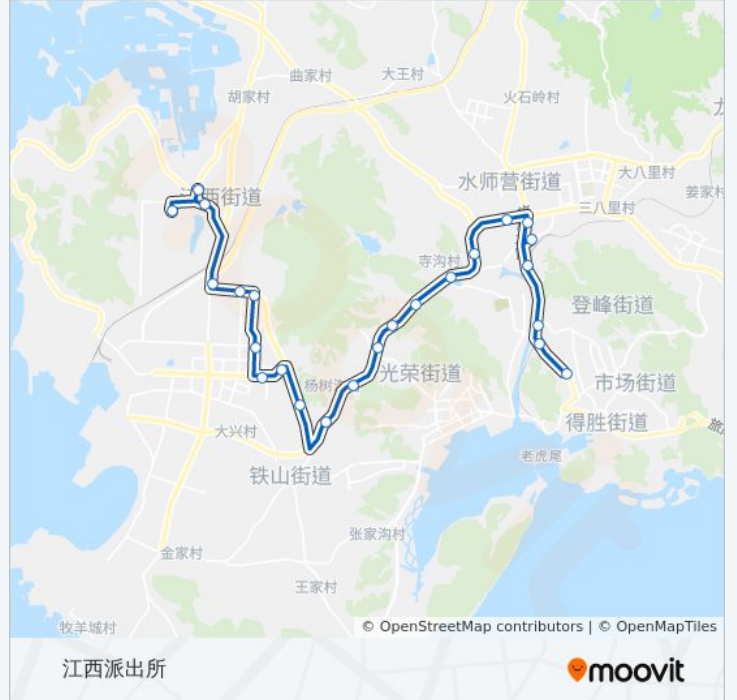 曲家村
大王村
胡家村
火石岭村
水师营街道
大八里村
姜家村
西街道
三八里村
寺沟村
登峰街道
光荣街道
市场街道
得胜街道
大兴村
老虎尾
铁山街道
张家沟村
金家村
王家村
牧羊城村
© OpenStreetMap contributors | © OpenMapTiles
江西派出所
moovit